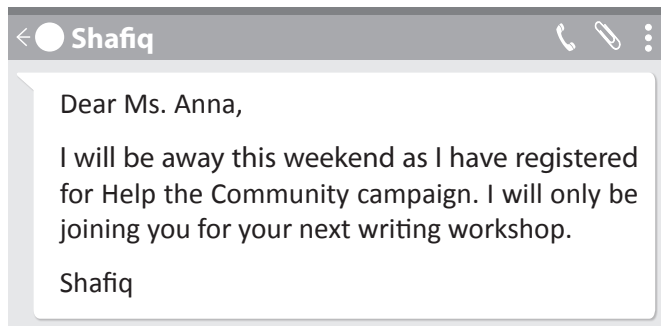 Shafiq
Dear Ms. Anna,
I will be away this weekend as I have registered
for Help the Community campaign. I will only be
joining you for your next writing workshop.
Shafiq